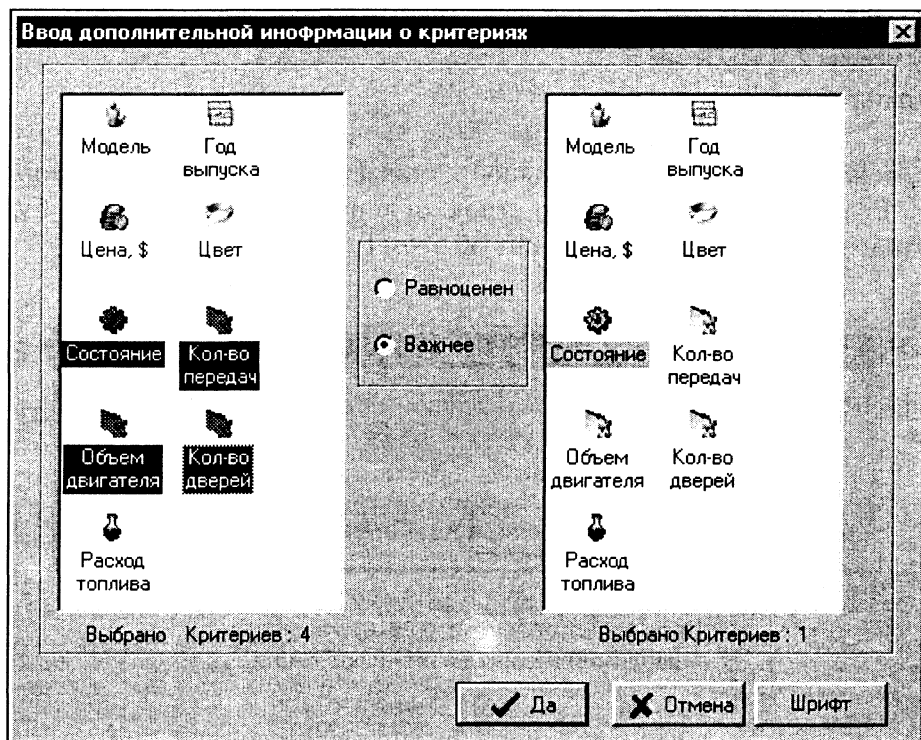 Ввод дополнительной инофрмации о критериях
Модель
Год
выпуска
Цена, $
Цвет
Состояние
Кол-во
передач
Объем
двигателя
Кол-во
дверей
Расход
топлива
Выбрано Критериев : 4
Равноценен
Важнее
Модель
Год
выпуска
Цена, $
Цвет
Состояние
Кол-во
передач
Объем
двигателя
Кол-во
дверей
Расход
топлива
Выбрано Критериев : 1
Да
Отмена
Шрифт